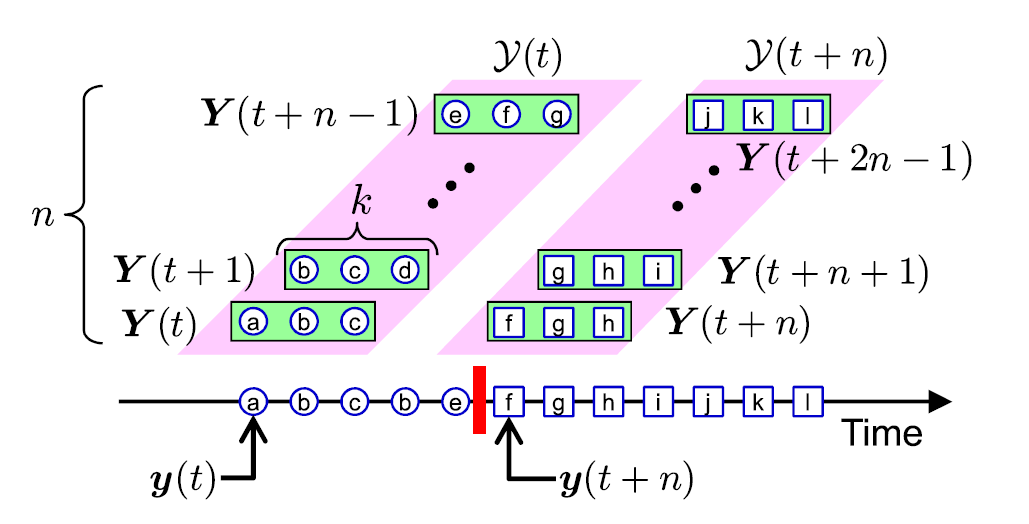 𝒴(t) 𝒴(t + n)
Y(t + n − 1) e f g j k l
Y(t + 2n − 1)
n k
Y(t + 1) b c d g h i Y(t + n + 1)
Y(t) a b c f g h Y(t + n)
a b c b e f g h i j k l
Time
y(t) y(t + n)